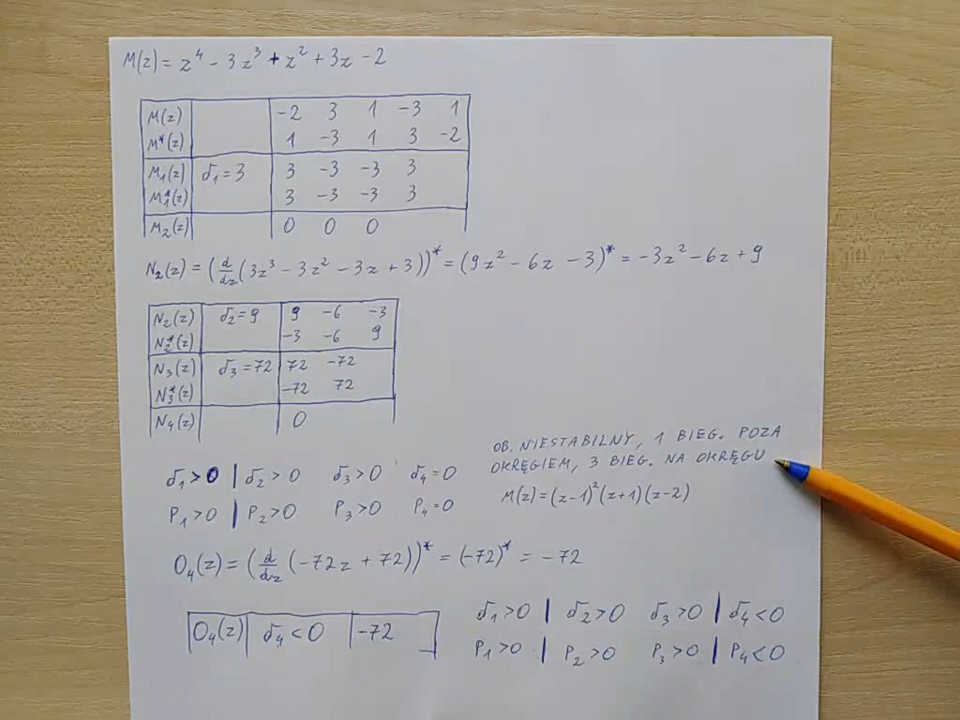 M(z) = z⁴ - 3z³ + z² + 3z - 2
M(z) -2 3 1 -3 1
M*(z) 1 -3 1 3 -2
M₁(z) δ₁=3 3 -3 -3 3
M₁*(z) 3 -3 -3 3
M₂(z) 0 0 0
N₂(z) = (d/dz(3z³ - 3z² - 3z + 3))* = (9z² - 6z - 3)* = -3z² - 6z + 9
N₂(z) δ₂=9 9 -6 -3
N₂*(z) -3 -6 9
N₃(z) δ₃=72 72 -72
N₃*(z) -72 72
N₄(z) 0
OB. NIESTABILNY, 1 BIEG. POZA
OKRĘGIEM, 3 BIEG. NA OKRĘGU
M(z) = (z-1)²(z+1)(z-2)
δ₁>0 | δ₂>0 δ₃>0 δ₄=0
P₁>0 | P₂>0 P₃>0 P₄=0
O₄(z) = (d/dz(-72z + 72))* = (-72)* = -72
O₄(z) δ₄<0 -72
δ₁>0 | δ₂>0 δ₃>0 | δ₄<0
P₁>0 | P₂>0 P₃>0 | P₄<0